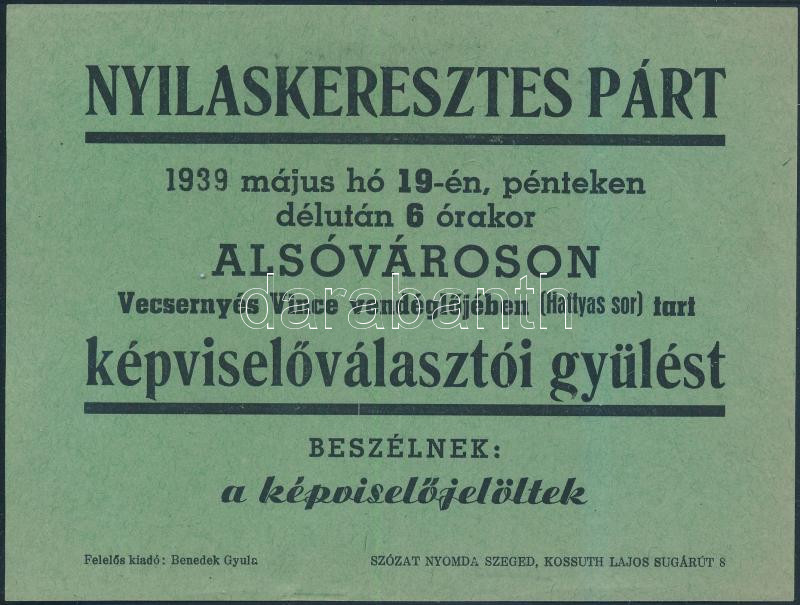 NYILASKERESZTES PÁRT
1939 május hó 19-én, pénteken
délután 6 órakor
ALSÓVÁROSON
Vecsernyés Vince vendéglőjében (Hattyas sor) tart
darabanth
képviselőválasztói gyülést
BESZÉLNEK:
a képviselőjelöltek
Felelős kiadó: Benedek Gyula
SZÓZAT NYOMDA SZEGED, KOSSUTH LAJOS SUGÁRÚT 8